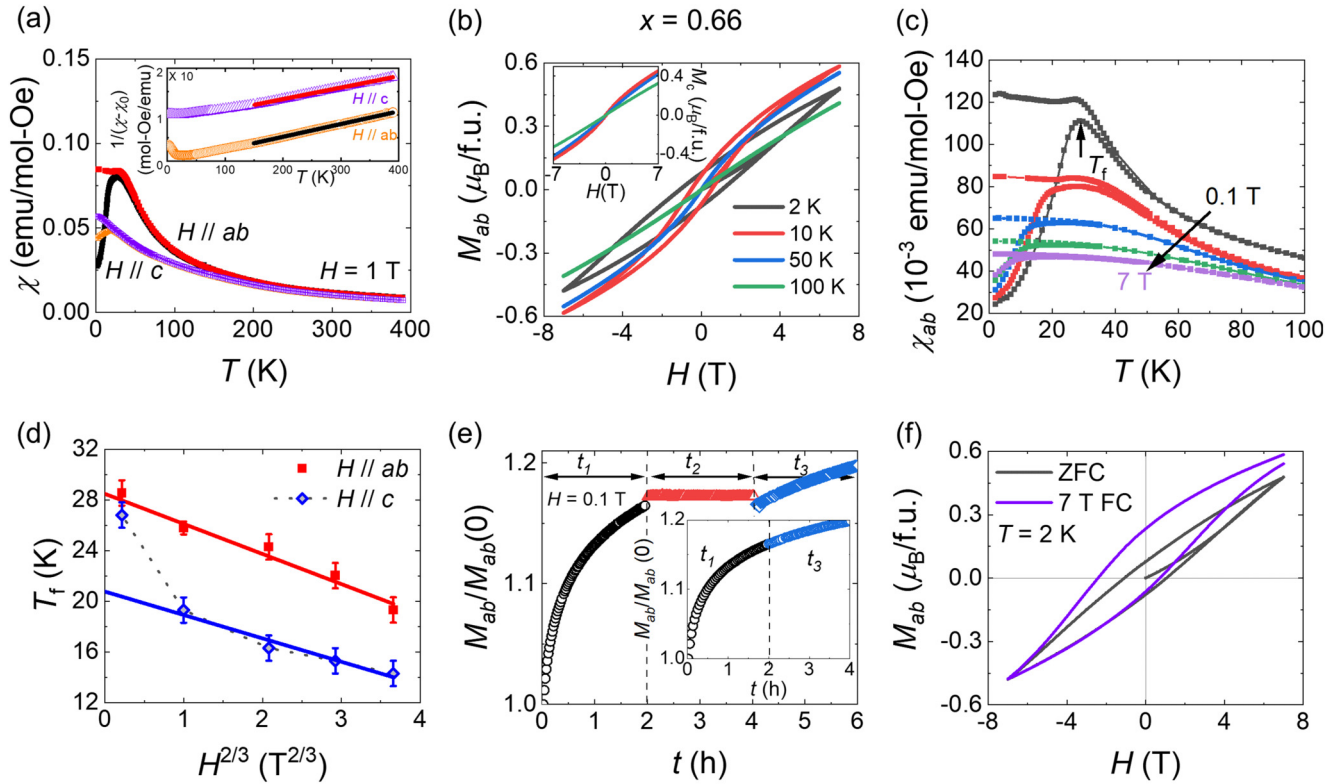 x = 0.66
(a)
0.15
0.10
0.05
0.00
χ (emu/mol-Oe)
0 100 200 300 400
T (K)
H // ab
H // c
H = 1 T
X 10
2
1
0
1/(χ-χ0)
(mol-Oe/emu)
H // c
H // ab
0 100 200 300 400
T (K)
(b)
0.6
0.3
0.0
-0.3
-0.6
Mab (μB/f.u.)
-8 -4 0 4 8
H (T)
2 K
10 K
50 K
100 K
0.4
0.0
-0.4
Mc (μB/f.u.)
-7 0 7
H(T)
(c)
140
120
100
80
60
40
20
χab (10-3 emu/mol-Oe)
0 20 40 60 80 100
T (K)
Tf
0.1 T
7 T
(d)
32
28
24
20
16
12
Tf (K)
0 1 2 3 4
H2/3 (T2/3)
H // ab
H // c
(e)
1.2
1.1
1.0
Mab/Mab(0)
0 1 2 3 4 5 6
t (h)
t1 t2 t3
H = 0.1 T
1.2
1.1
1.0
Mab/Mab (0)
t1 t3
0 1 2 3 4
t (h)
(f)
0.6
0.3
0.0
-0.3
-0.6
Mab (μB/f.u.)
-8 -4 0 4 8
H (T)
ZFC
7 T FC
T = 2 K